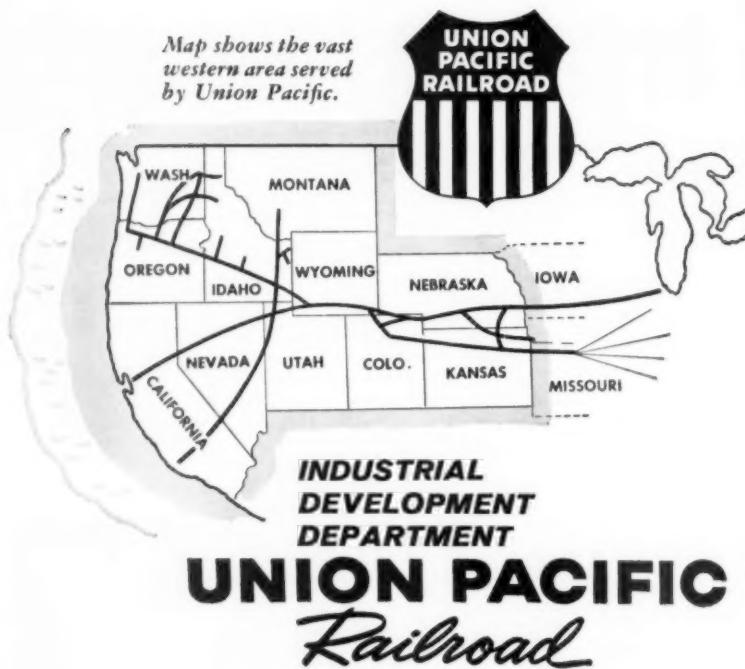 Map shows the vast
western area served
by Union Pacific.
UNION
PACIFIC
RAILROAD
WASH.
MONTANA
OREGON
IDAHO
WYOMING
NEBRASKA
IOWA
NEVADA
UTAH
COLO.
KANSAS
MISSOURI
CALIFORNIA
INDUSTRIAL
DEVELOPMENT
DEPARTMENT
UNION PACIFIC
Railroad